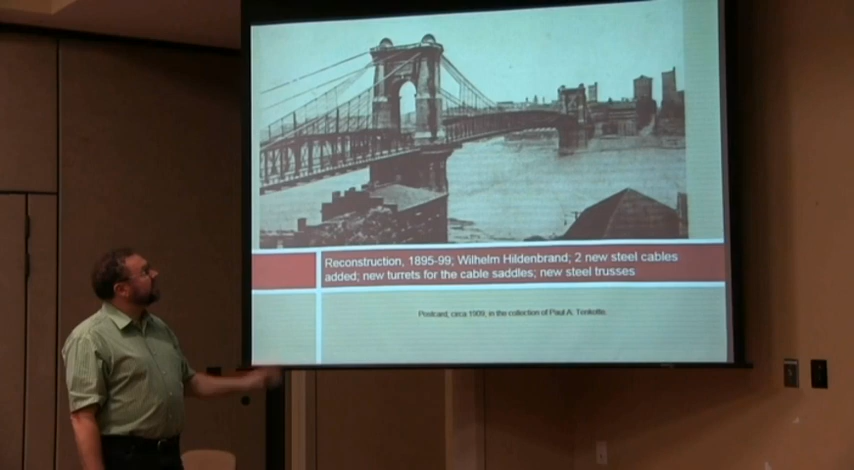 Reconstruction, 1895-99; Wilhelm Hildenbrand; 2 new steel cables
added; new turrets for the cable saddles; new steel trusses
Postcard, circa 1909, in the collection of Paul A. Tenkotte.